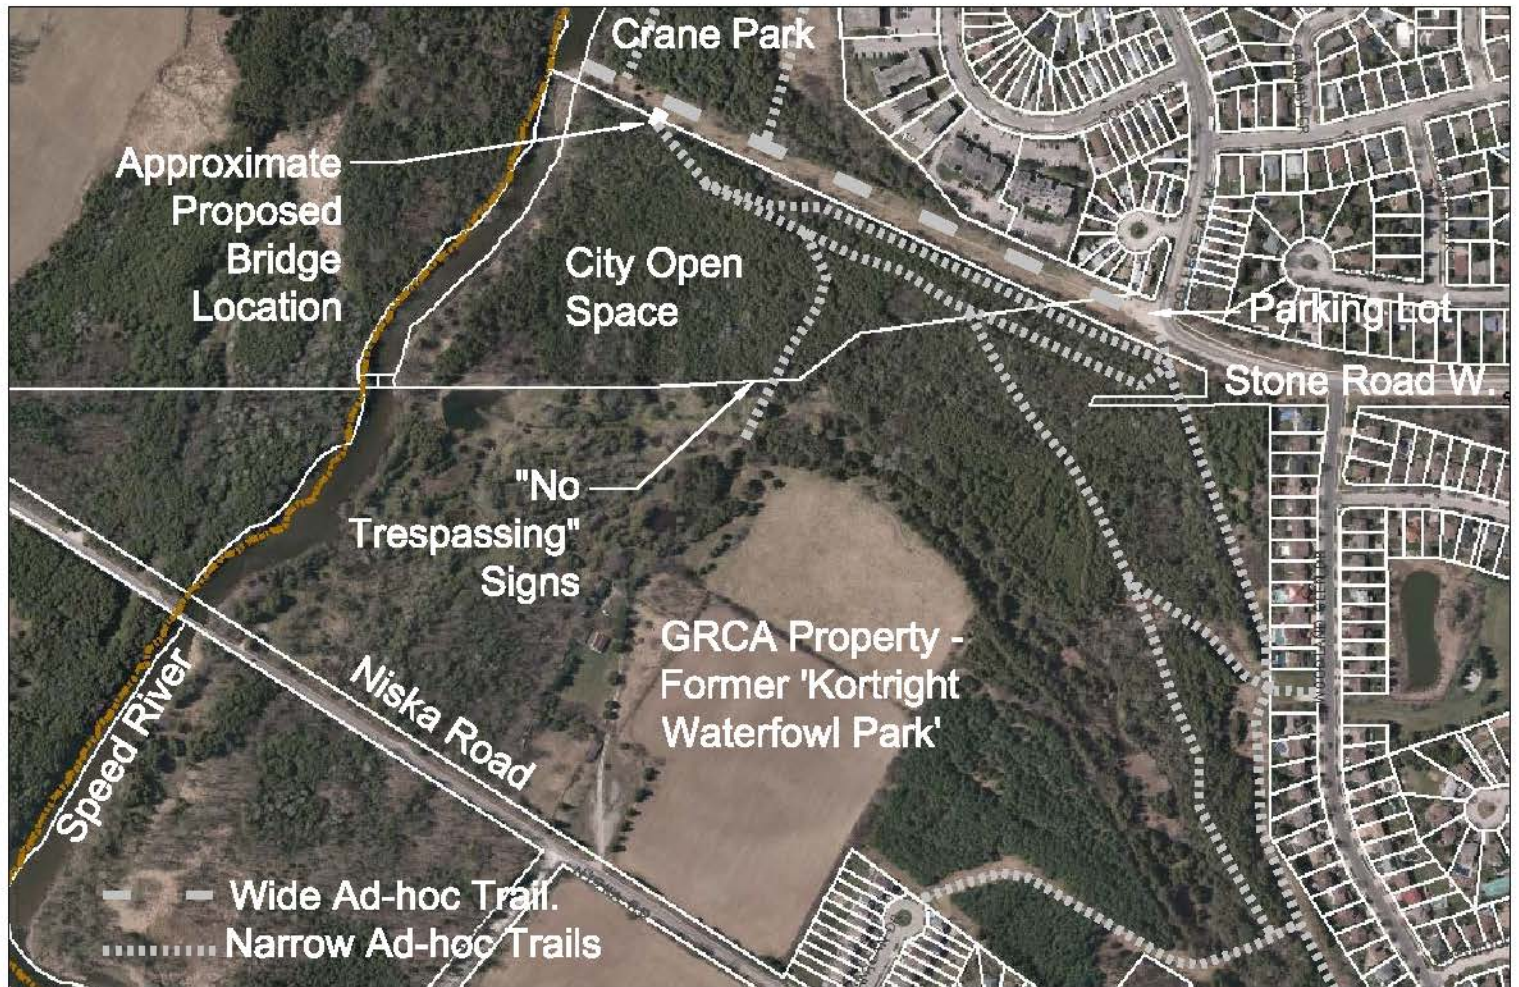 Crane Park
Approximate
Proposed
Bridge
Location
City Open
Space
Parking Lot
Stone Road W.
"No
Trespassing"
Signs
GRCA Property -
Former 'Kortright
Waterfowl Park'
Niska Road
Speed River
Wide Ad-hoc Trail.
Narrow Ad-hoc Trails